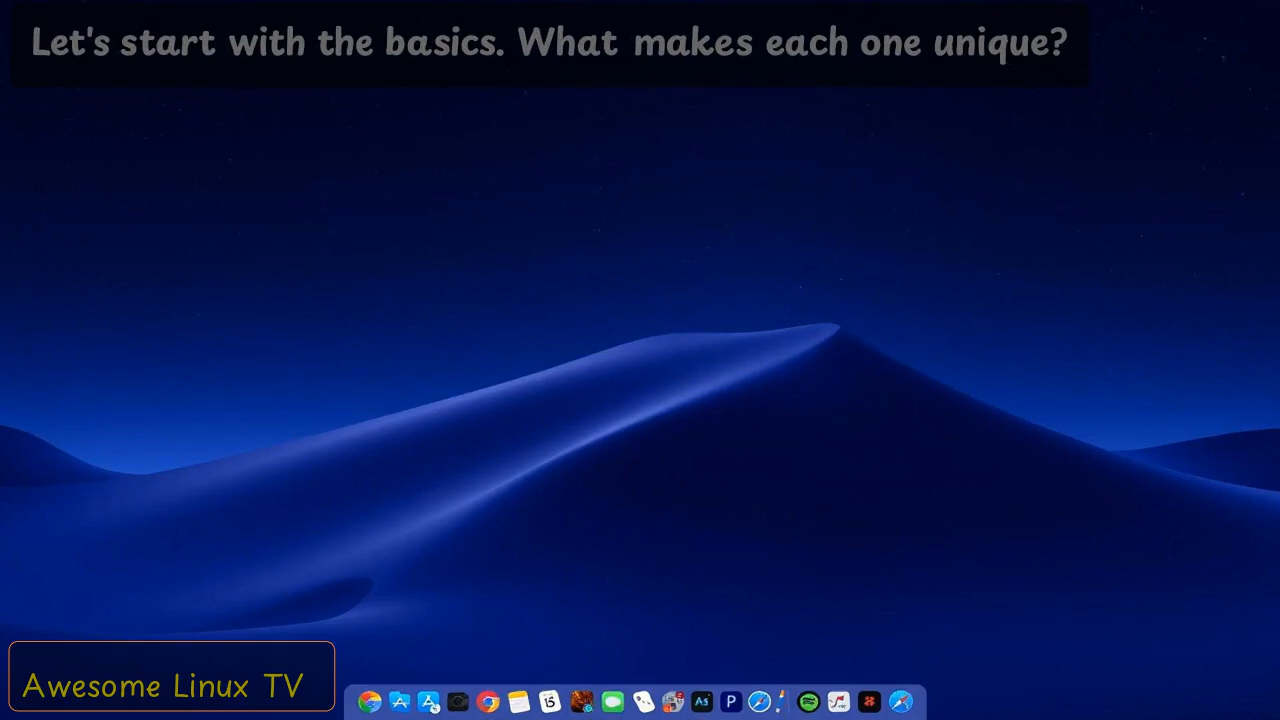 Let's start with the basics. What makes each one unique?
Awesome Linux TV